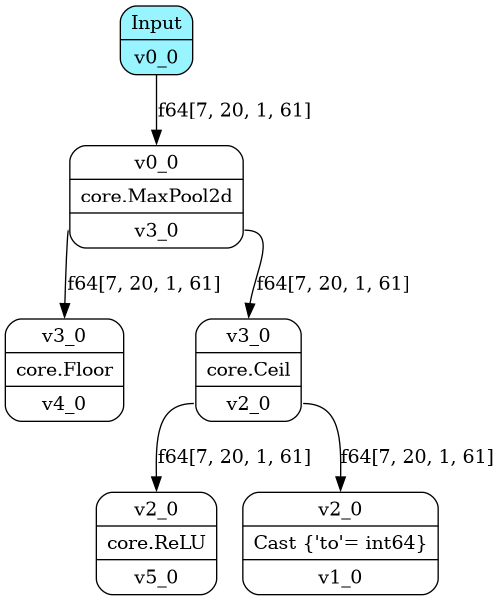 Input
v0_0
f64[7, 20, 1, 61]
v0_0
core.MaxPool2d
v3_0
f64[7, 20, 1, 61]
f64[7, 20, 1, 61]
v3_0
core.Floor
v4_0
v3_0
core.Ceil
v2_0
f64[7, 20, 1, 61]
f64[7, 20, 1, 61]
v2_0
core.ReLU
v5_0
v2_0
Cast {'to'= int64}
v1_0